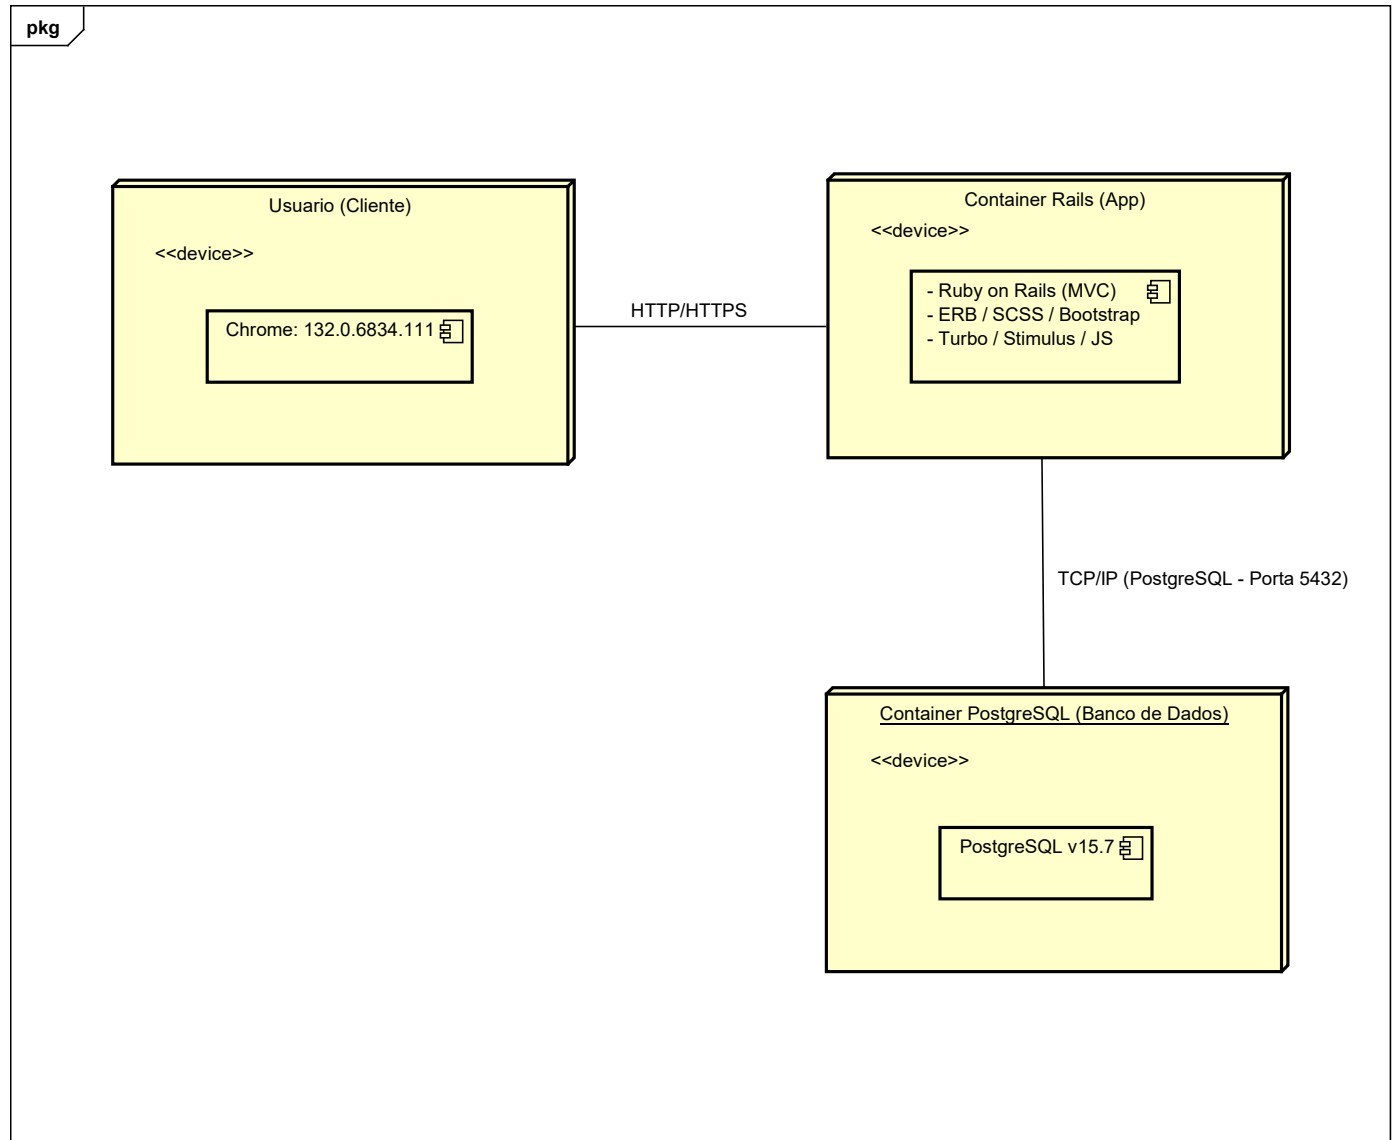 pkg
Usuario (Cliente)
<<device>>
Chrome: 132.0.6834.111
HTTP/HTTPS
Container Rails (App)
<<device>>
- Ruby on Rails (MVC)
- ERB / SCSS / Bootstrap
- Turbo / Stimulus / JS
TCP/IP (PostgreSQL - Porta 5432)
Container PostgreSQL (Banco de Dados)
<<device>>
PostgreSQL v15.7